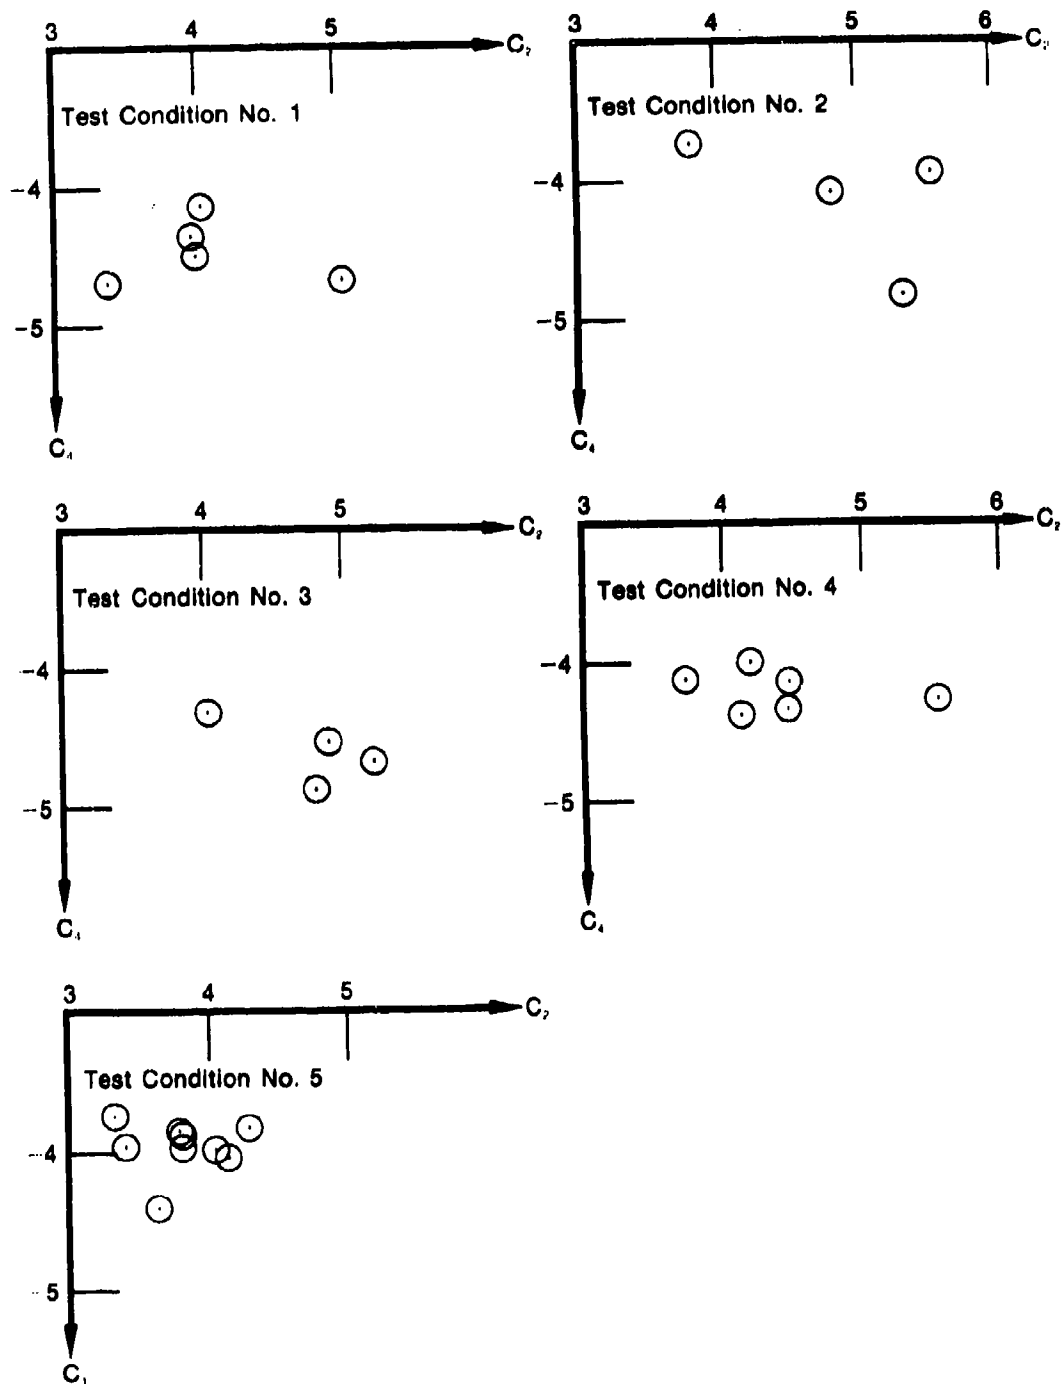 3 4 5 C₂
Test Condition No. 1
-4
-5
C₄
3 4 5 6 C₂
Test Condition No. 2
-4
-5
C₄
3 4 5 C₂
Test Condition No. 3
-4
-5
C₄
3 4 5 6 C₂
Test Condition No. 4
-4
-5
C₄
3 4 5 C₂
Test Condition No. 5
-4
-5
C